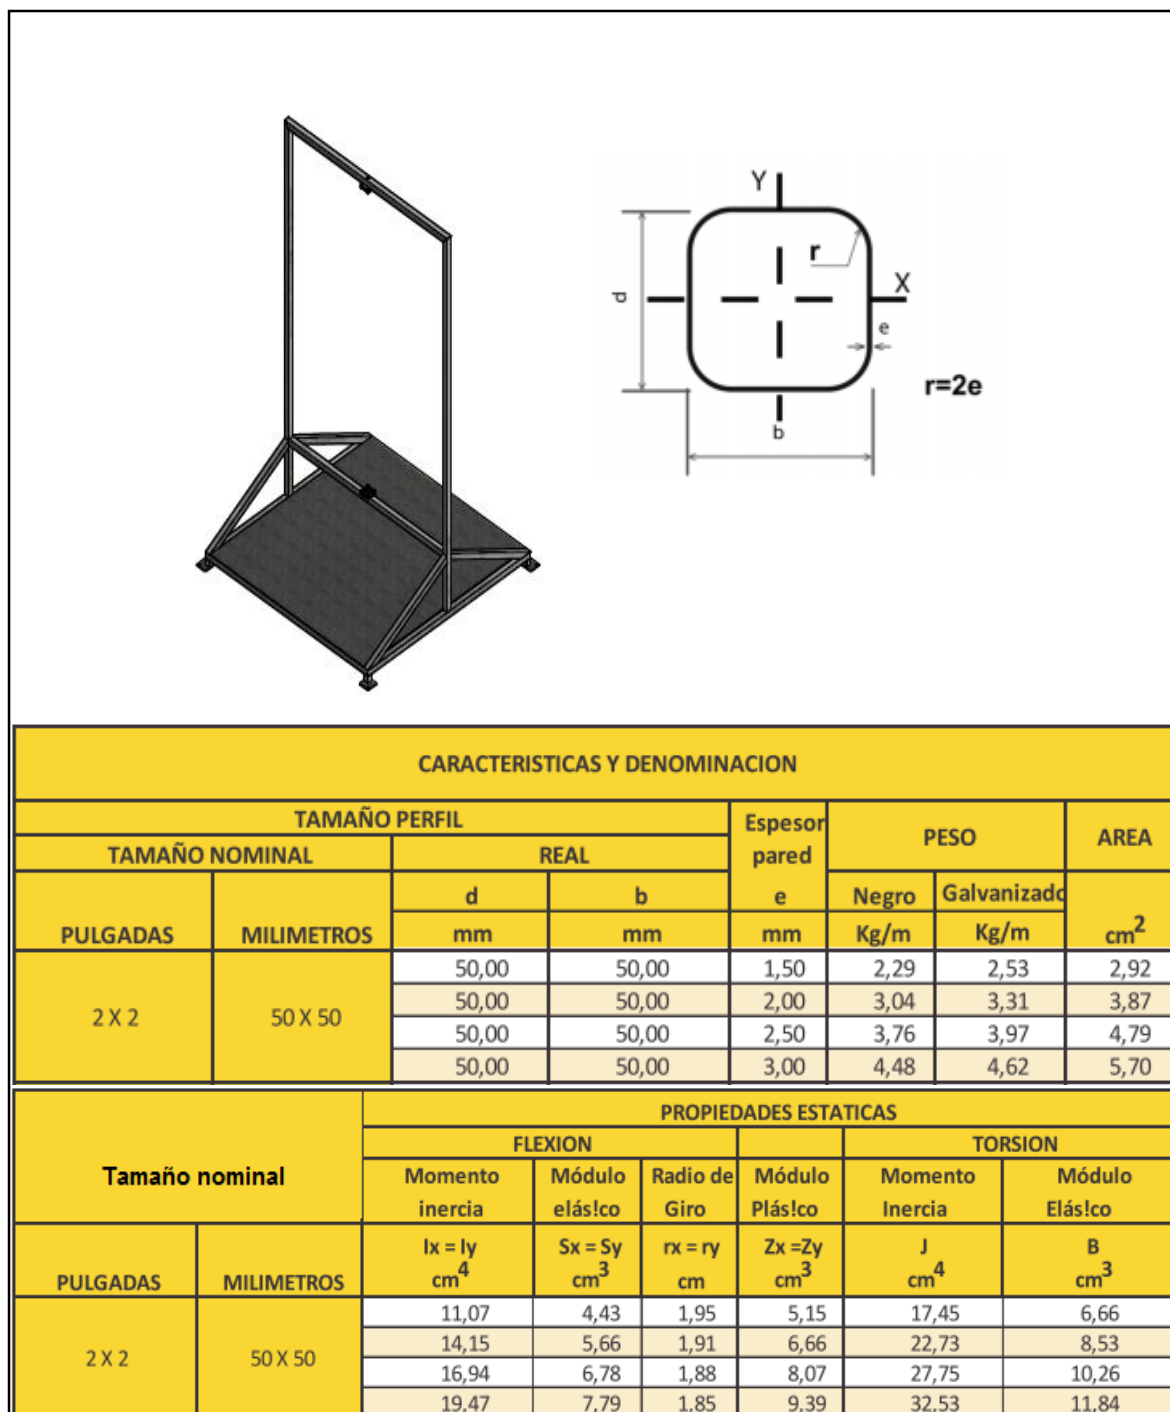 Y
r
X
d
e
r=2e
b
CARACTERISTICAS Y DENOMINACION
TAMAÑO PERFIL
Espesor pared
PESO
AREA
TAMAÑO NOMINAL
REAL
d
b
e
Negro
Galvanizado
PULGADAS
MILIMETROS
mm
mm
mm
Kg/m
Kg/m
cm²
2 X 2
50 X 50
50,00 50,00 1,50 2,29 2,53 2,92
50,00 50,00 2,00 3,04 3,31 3,87
50,00 50,00 2,50 3,76 3,97 4,79
50,00 50,00 3,00 4,48 4,62 5,70
Tamaño nominal
PROPIEDADES ESTATICAS
FLEXION
TORSION
Momento inercia
Módulo elás!co
Radio de Giro
Módulo Plás!co
Momento Inercia
Módulo Elás!co
PULGADAS
MILIMETROS
Ix = Iy cm⁴
Sx = Sy cm³
rx = ry cm
Zx =Zy cm³
J cm⁴
B cm³
2 X 2
50 X 50
11,07 4,43 1,95 5,15 17,45 6,66
14,15 5,66 1,91 6,66 22,73 8,53
16,94 6,78 1,88 8,07 27,75 10,26
19,47 7,79 1,85 9,39 32,53 11,84